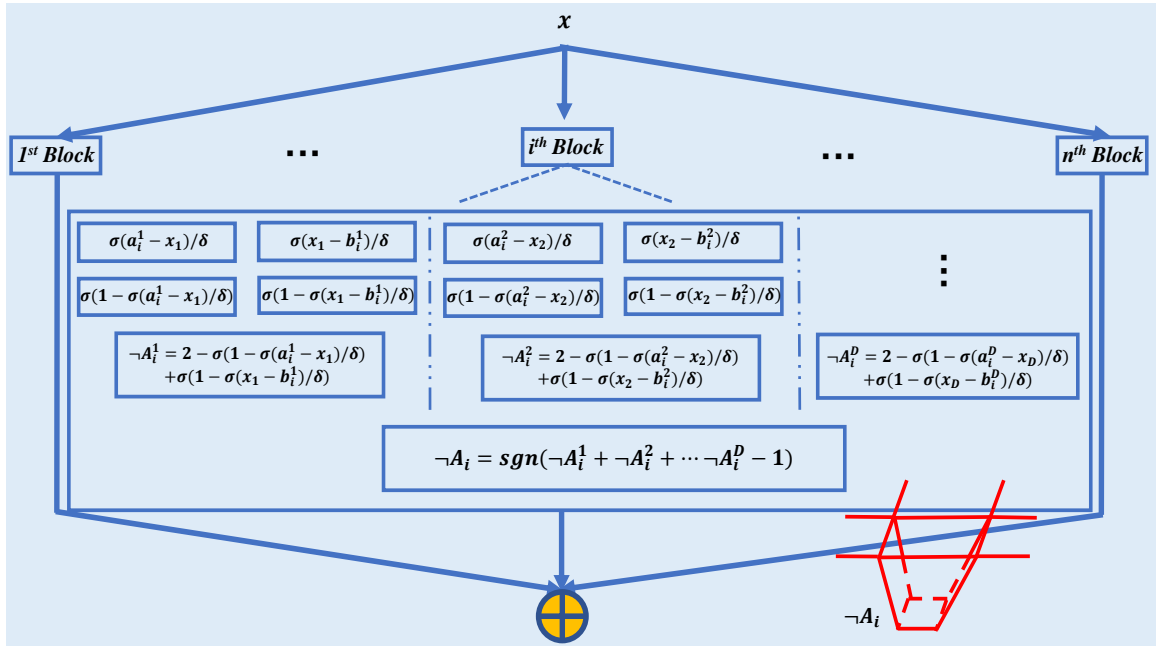 x
1st Block
...
ith Block
...
nth Block
σ(a_i^1 − x_1)/δ
σ(x_1 − b_i^1)/δ
σ(a_i^2 − x_2)/δ
σ(x_2 − b_i^2)/δ
σ(1 − σ(a_i^1 − x_1)/δ)
σ(1 − σ(x_1 − b_i^1)/δ)
σ(1 − σ(a_i^2 − x_2)/δ)
σ(1 − σ(x_2 − b_i^2)/δ)
⋮
¬A_i^1 = 2 − σ(1 − σ(a_i^1 − x_1)/δ)
+σ(1 − σ(x_1 − b_i^1)/δ)
¬A_i^2 = 2 − σ(1 − σ(a_i^2 − x_2)/δ)
+σ(1 − σ(x_2 − b_i^2)/δ)
¬A_i^D = 2 − σ(1 − σ(a_i^D − x_D)/δ)
+σ(1 − σ(x_D − b_i^D)/δ)
¬A_i = sgn(¬A_i^1 + ¬A_i^2 + ⋯ ¬A_i^D − 1)
¬A_i